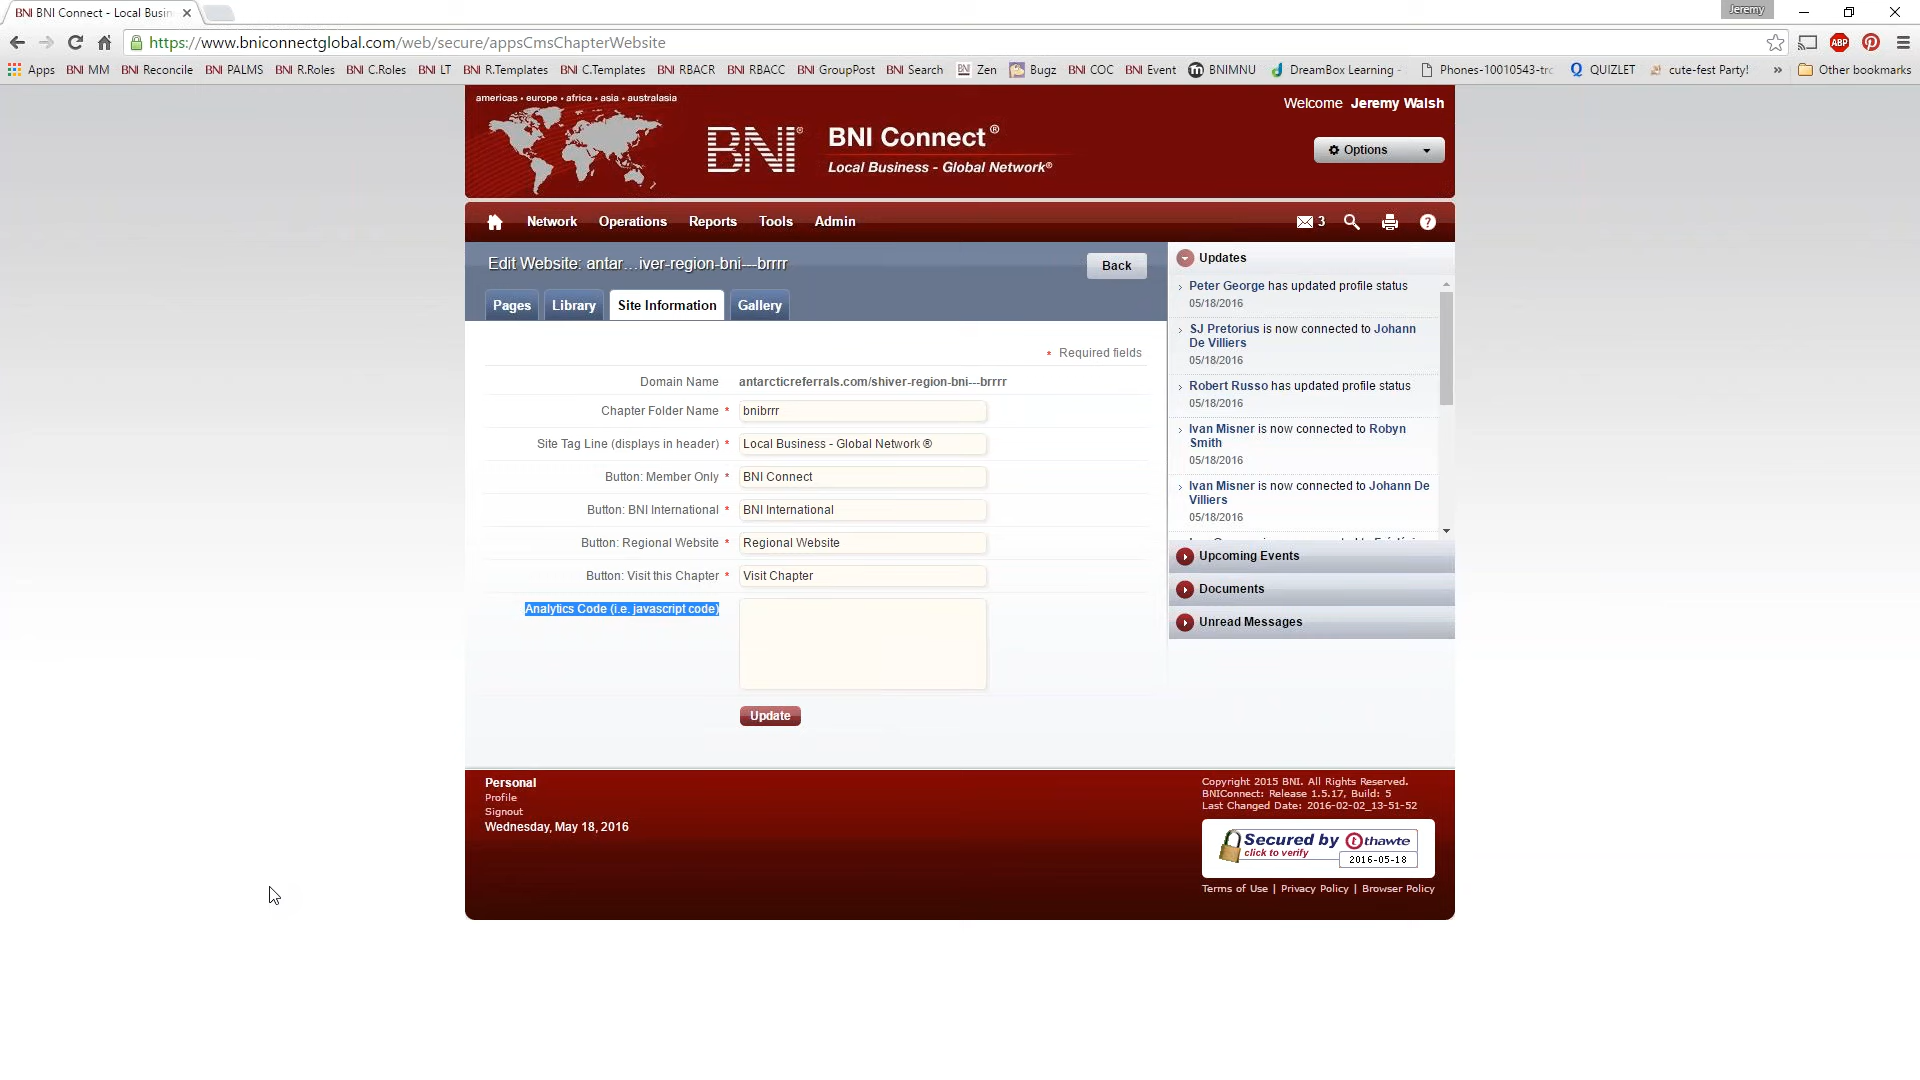 BNI BNI Connect - Local Busin
Jeremy
https://www.bniconnectglobal.com/web/secure/appsCmsChapterWebsite
ABP
Apps BNI MM BNI Reconcile BNI PALMS BNI R.Roles BNI C.Roles BNI LT BNI R.Templates BNI C.Templates BNI RBACR BNI RBACC BNI GroupPost BNI Search BNI Zen Bugz BNI COC BNI Event BNIMNU DreamBox Learning - Phones-10010543-trc QUIZLET cute-fest Party! » Other bookmarks
americas • europe • africa • asia • australasia
Welcome Jeremy Walsh
BNI® BNI Connect®
Local Business - Global Network®
Options
Network Operations Reports Tools Admin
3
Edit Website: antar...iver-region-bni---brrrr
Back
Pages Library Site Information Gallery
* Required fields
Domain Name antarcticreferrals.com/shiver-region-bni---brrrr
Chapter Folder Name * bnibrrr
Site Tag Line (displays in header) * Local Business - Global Network ®
Button: Member Only * BNI Connect
Button: BNI International * BNI International
Button: Regional Website * Regional Website
Button: Visit this Chapter * Visit Chapter
Analytics Code (i.e. javascript code)
Update
Updates
Peter George has updated profile status
05/18/2016
SJ Pretorius is now connected to Johann
De Villiers
05/18/2016
Robert Russo has updated profile status
05/18/2016
Ivan Misner is now connected to Robyn
Smith
05/18/2016
Ivan Misner is now connected to Johann De
Villiers
05/18/2016
Upcoming Events
Documents
Unread Messages
Personal
Profile
Signout
Wednesday, May 18, 2016
Copyright 2015 BNI. All Rights Reserved.
BNIConnect: Release 1.5.17, Build: 5
Last Changed Date: 2016-02-02_13-51-52
Secured by thawte
click to verify
2016-05-18
Terms of Use | Privacy Policy | Browser Policy